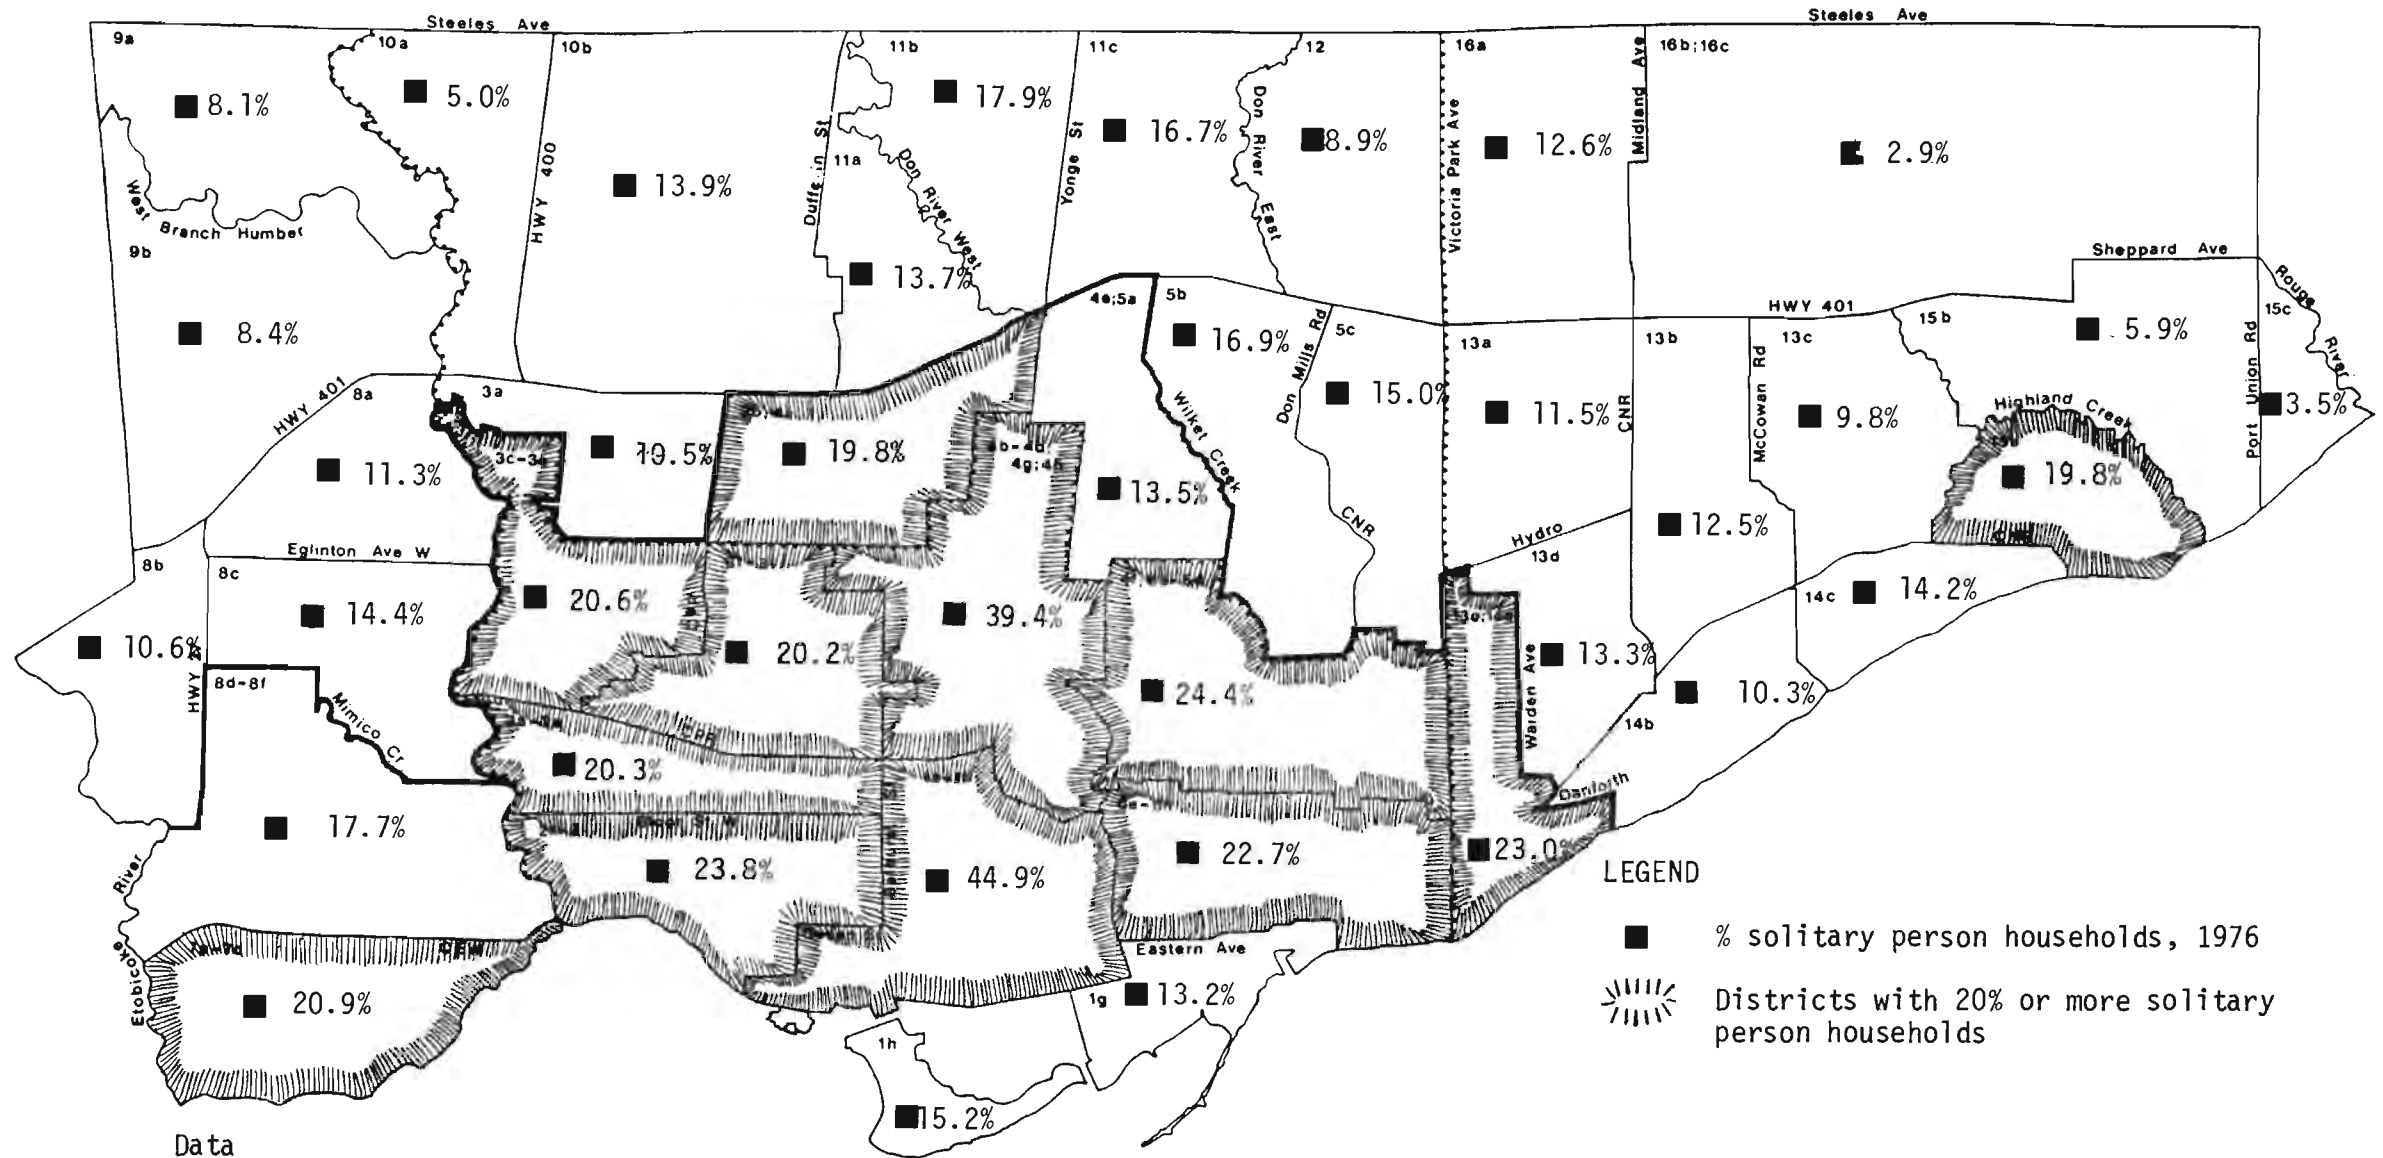 Steeles Ave
Steeles Ave
9a
10a
10b
11b
11c
12
16a
Midland Ave
16b;16c
8.1%
5.0%
17.9%
16.7%
8.9%
12.6%
2.9%
HWY 400
13.9%
Dufferin St
11a
Don River West
Yonge St
Don River East
Victoria Park Ave
West Branch Humber
9b
13.7%
Sheppard Ave
Rouge River
8.4%
4e;5a
5b
16.9%
Don Mills Rd
5c
HWY 401
13a
13b
13c
15b
5.9%
15c
Port Union Rd
3.5%
HWY 401
8a
3a
3c-3e
11.3%
10.5%
19.8%
4b-4d
4g;4h
13.5%
Wilket Creek
15.0%
11.5%
CNR
McCowan Rd
9.8%
Highland Creek
19.8%
CNR
Hydro
13d
12.5%
CNR
Eglinton Ave W
8b
8c
10.6%
14.4%
20.6%
20.2%
39.4%
24.4%
Warden Ave
13.3%
14c
14.2%
10.3%
14b
HWY 27
8d-8f
Mimico Cr
CPR
20.3%
Bloor St W
17.7%
23.8%
44.9%
22.7%
23.0%
Danforth
Etobicoke River
QEW
20.9%
Eastern Ave
1g
13.2%
1h
15.2%
LEGEND
% solitary person households, 1976
Districts with 20% or more solitary
person households
Data